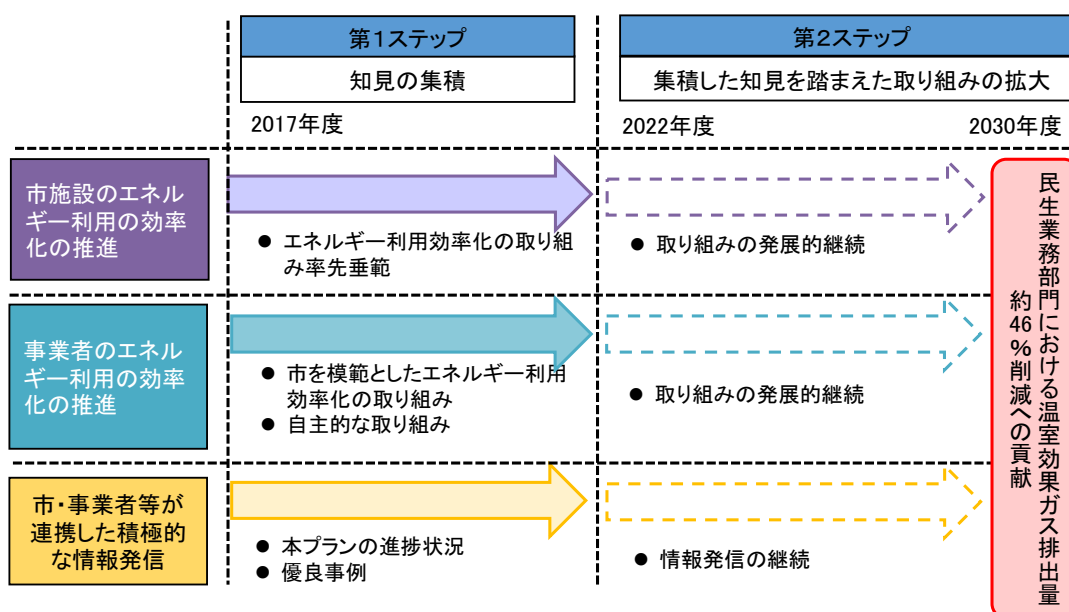 第１ステップ
知見の集積
2017年度
第２ステップ
集積した知見を踏まえた取り組みの拡大
2022年度
2030年度
市施設のエネル
ギー利用の効率
化の推進
● エネルギー利用効率化の取り組
み率先垂範
● 取り組みの発展的継続
事業者のエネル
ギー利用の効率
化の推進
● 市を模範としたエネルギー利用
効率化の取り組み
● 自主的な取り組み
● 取り組みの発展的継続
市・事業者等が
連携した積極的
な情報発信
● 本プランの進捗状況
● 優良事例
● 情報発信の継続
民生業務部門における温室効果ガス排出量
約46%削減への貢献